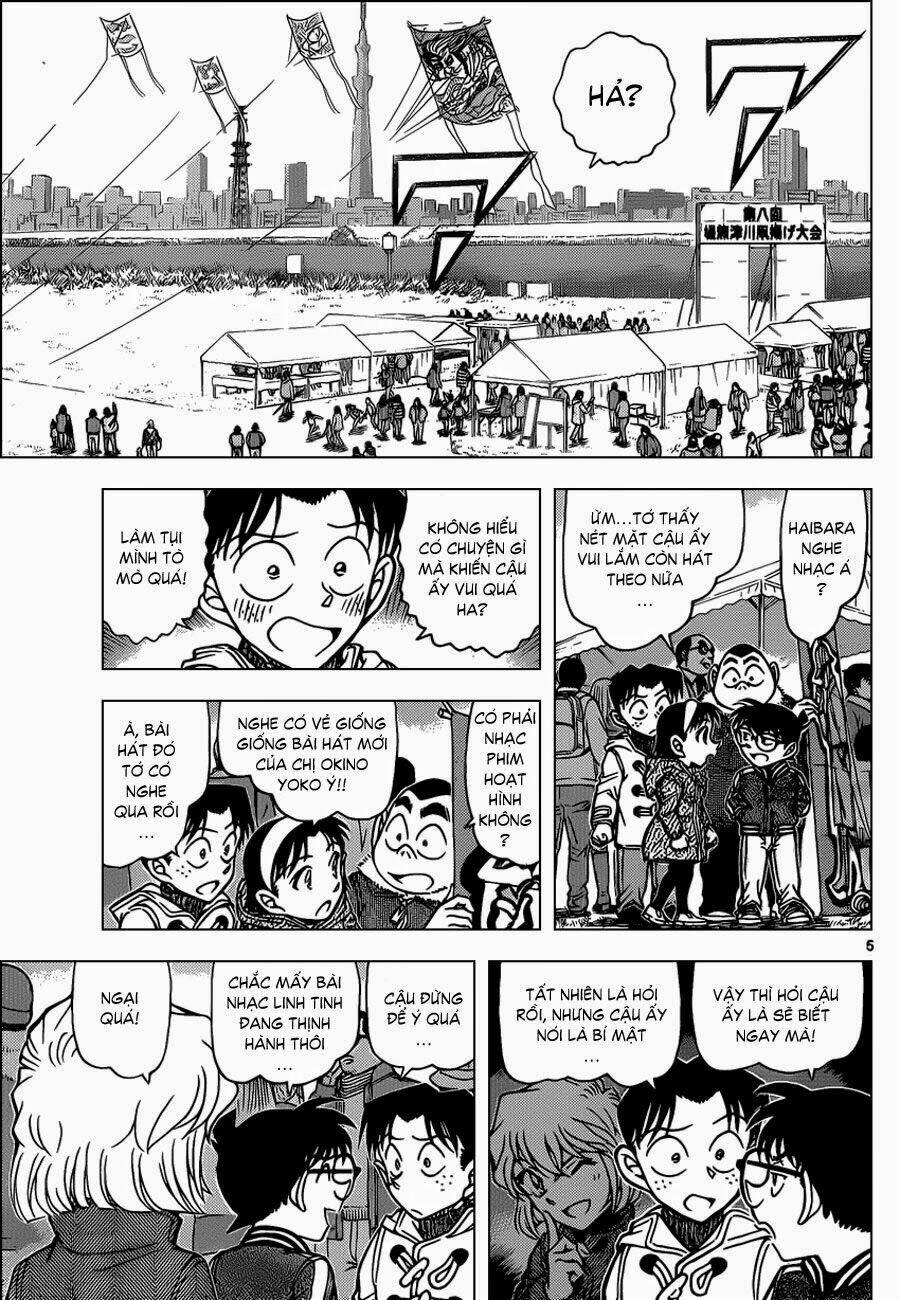 HẢ?
第八回
堤無津川凧揚げ大会
HAIBARA
NGHE
NHẠC Á
?
ỪM...TỚ THẤY
NÉT MẶT CẬU ẤY
VUI LẮM CÒN HÁT
THEO NỮA
...
KHÔNG HIỂU
CÓ CHUYỆN GÌ
MÀ KHIẾN CẬU
ẤY VUI QUÁ
HA?
LÀM TỤI
MÌNH TÒ
MÒ QUÁ!
CÓ PHẢI
NHẠC
PHIM
HOẠT
HÌNH
KHÔNG
?
NGHE CÓ VẺ GIỐNG
GIỐNG BÀI HÁT MỚI
CỦA CHỊ OKINO
YOKO Ý!!
À, BÀI
HÁT ĐÓ
TỚ CÓ
NGHE
QUA RỒI
...
5
VẬY THÌ HỎI CẬU
ẤY LÀ SẼ BIẾT
NGAY MÀ!
TẤT NHIÊN LÀ HỎI
RỒI, NHƯNG CẬU ẤY
NÓI LÀ BÍ MẬT
...
CẬU ĐỪNG
ĐỂ Ý QUÁ
...
CHẮC MẤY BÀI
NHẠC LINH TINH
ĐANG THỊNH
HÀNH THÔI
NGẠI
QUÁ!